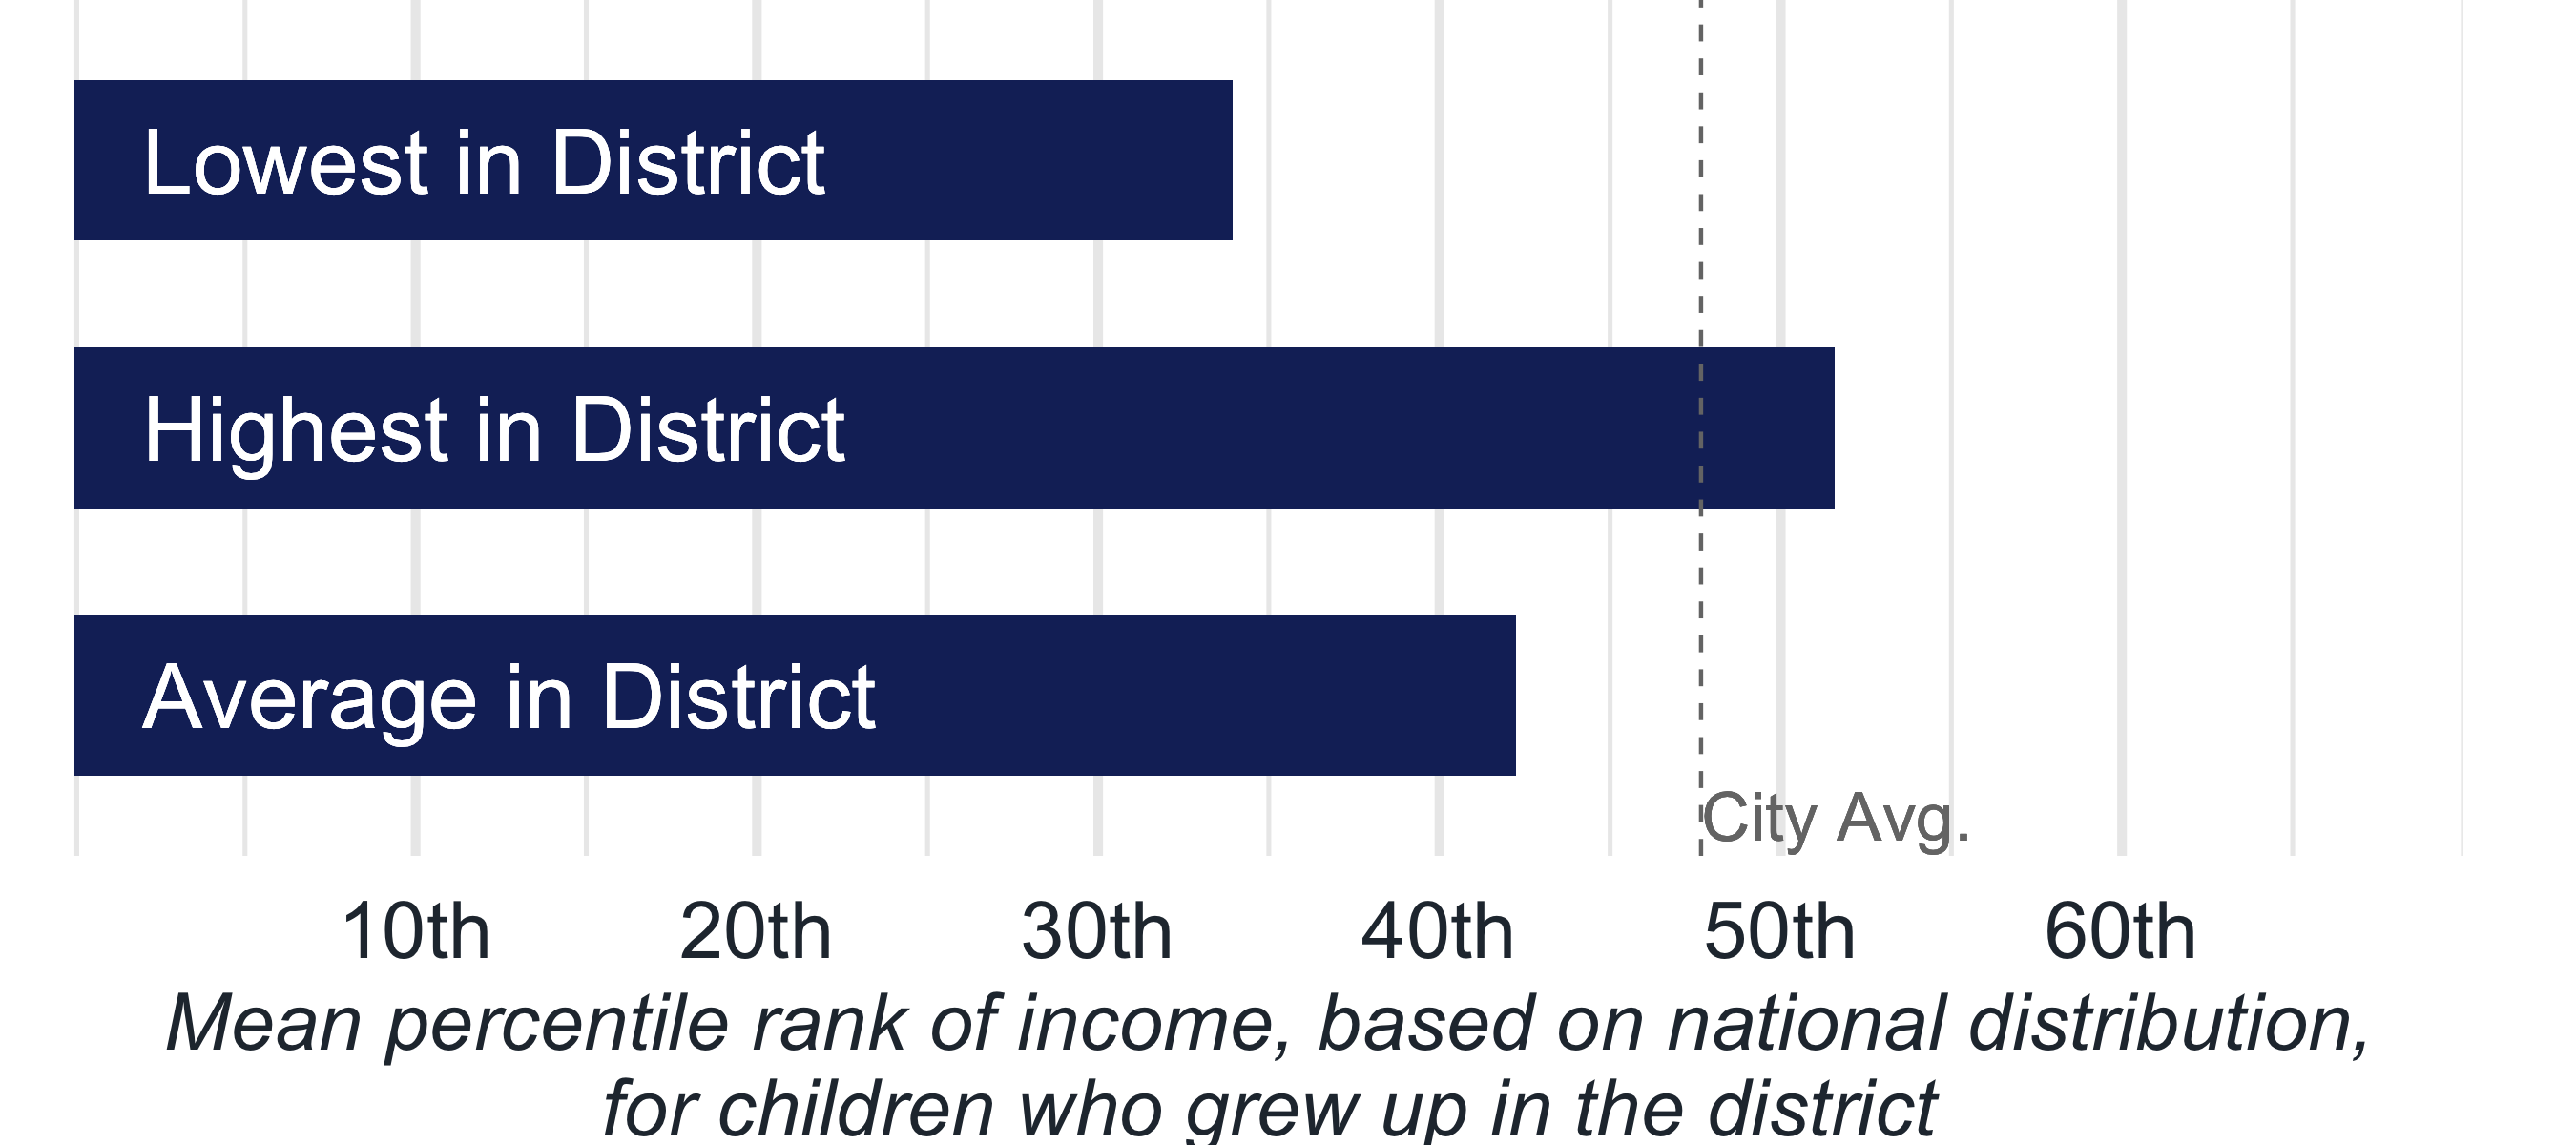 Lowest in District
Highest in District
Average in District
City Avg.
10th 20th 30th 40th 50th 60th
Mean percentile rank of income, based on national distribution,
for children who grew up in the district